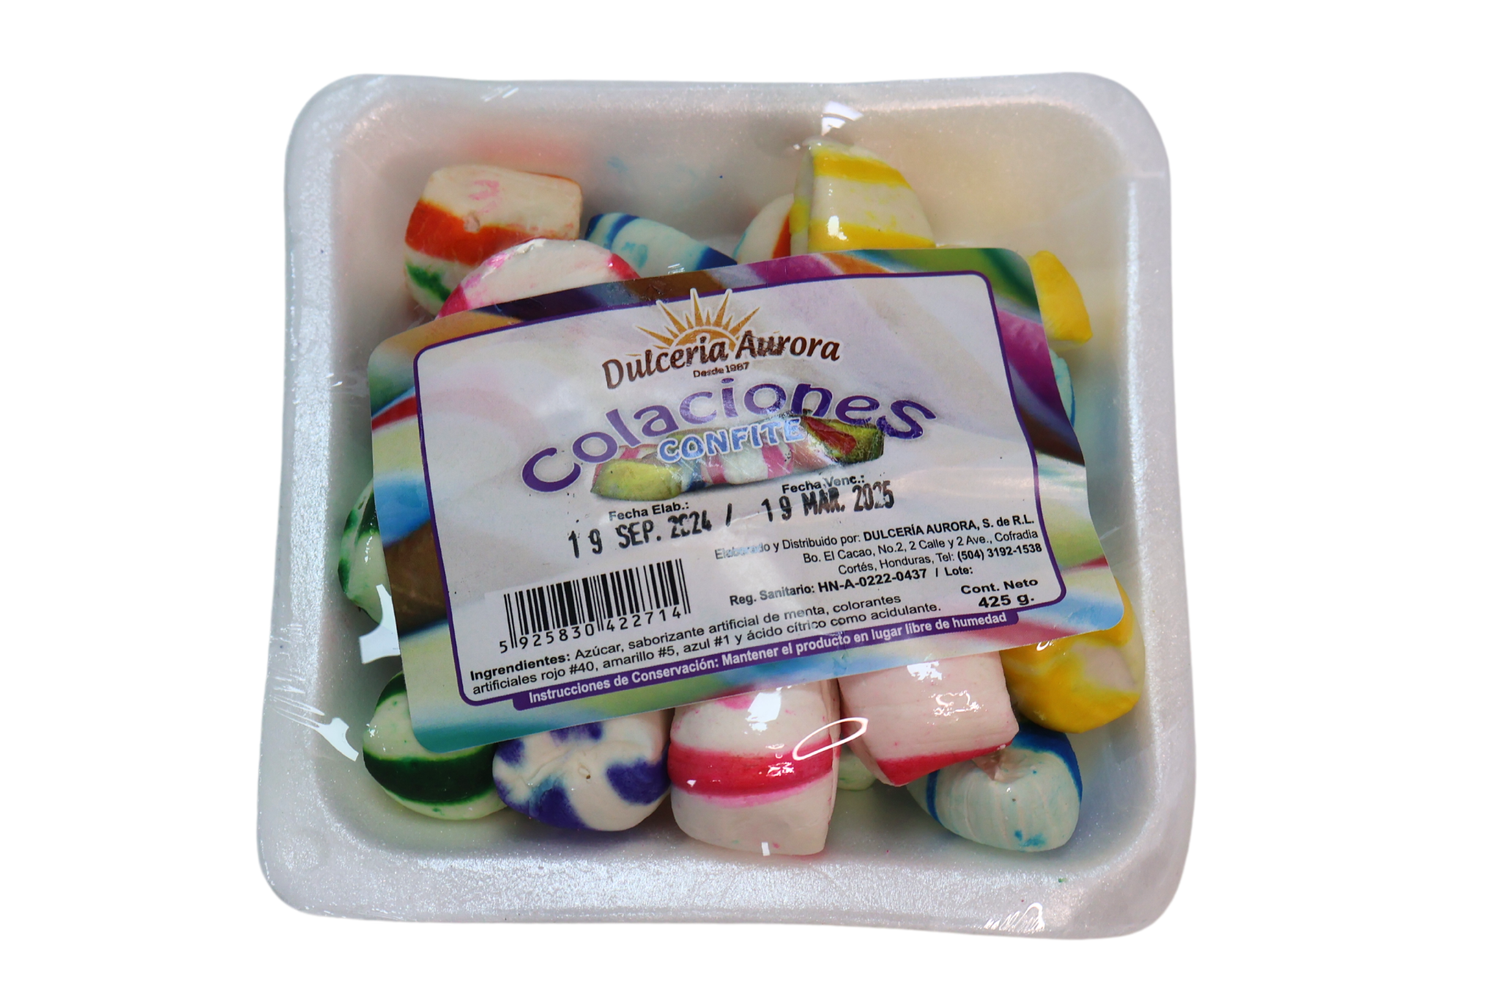 Dulceria Aurora
Desde 1987
Colaciones
CONFITE
Fecha Elab.: Fecha Venc.:
19 SEP. 2024 / 19 MAR. 2025
Elaborado y Distribuido por: DULCERÍA AURORA, S. de R.L.
Bo. El Cacao, No.2, 2 Calle y 2 Ave., Cofradia
Cortés, Honduras, Tel: (504) 3192-1538
Reg. Sanitario: HN-A-0222-0437 / Lote:
Cont. Neto
425 g.
5 925830 422714
Ingredientes: Azúcar, saborizante artificial de menta, colorantes
artificiales rojo #40, amarillo #5, azul #1 y ácido cítrico como acidulante.
Instrucciones de Conservación: Mantener el producto en lugar libre de humedad